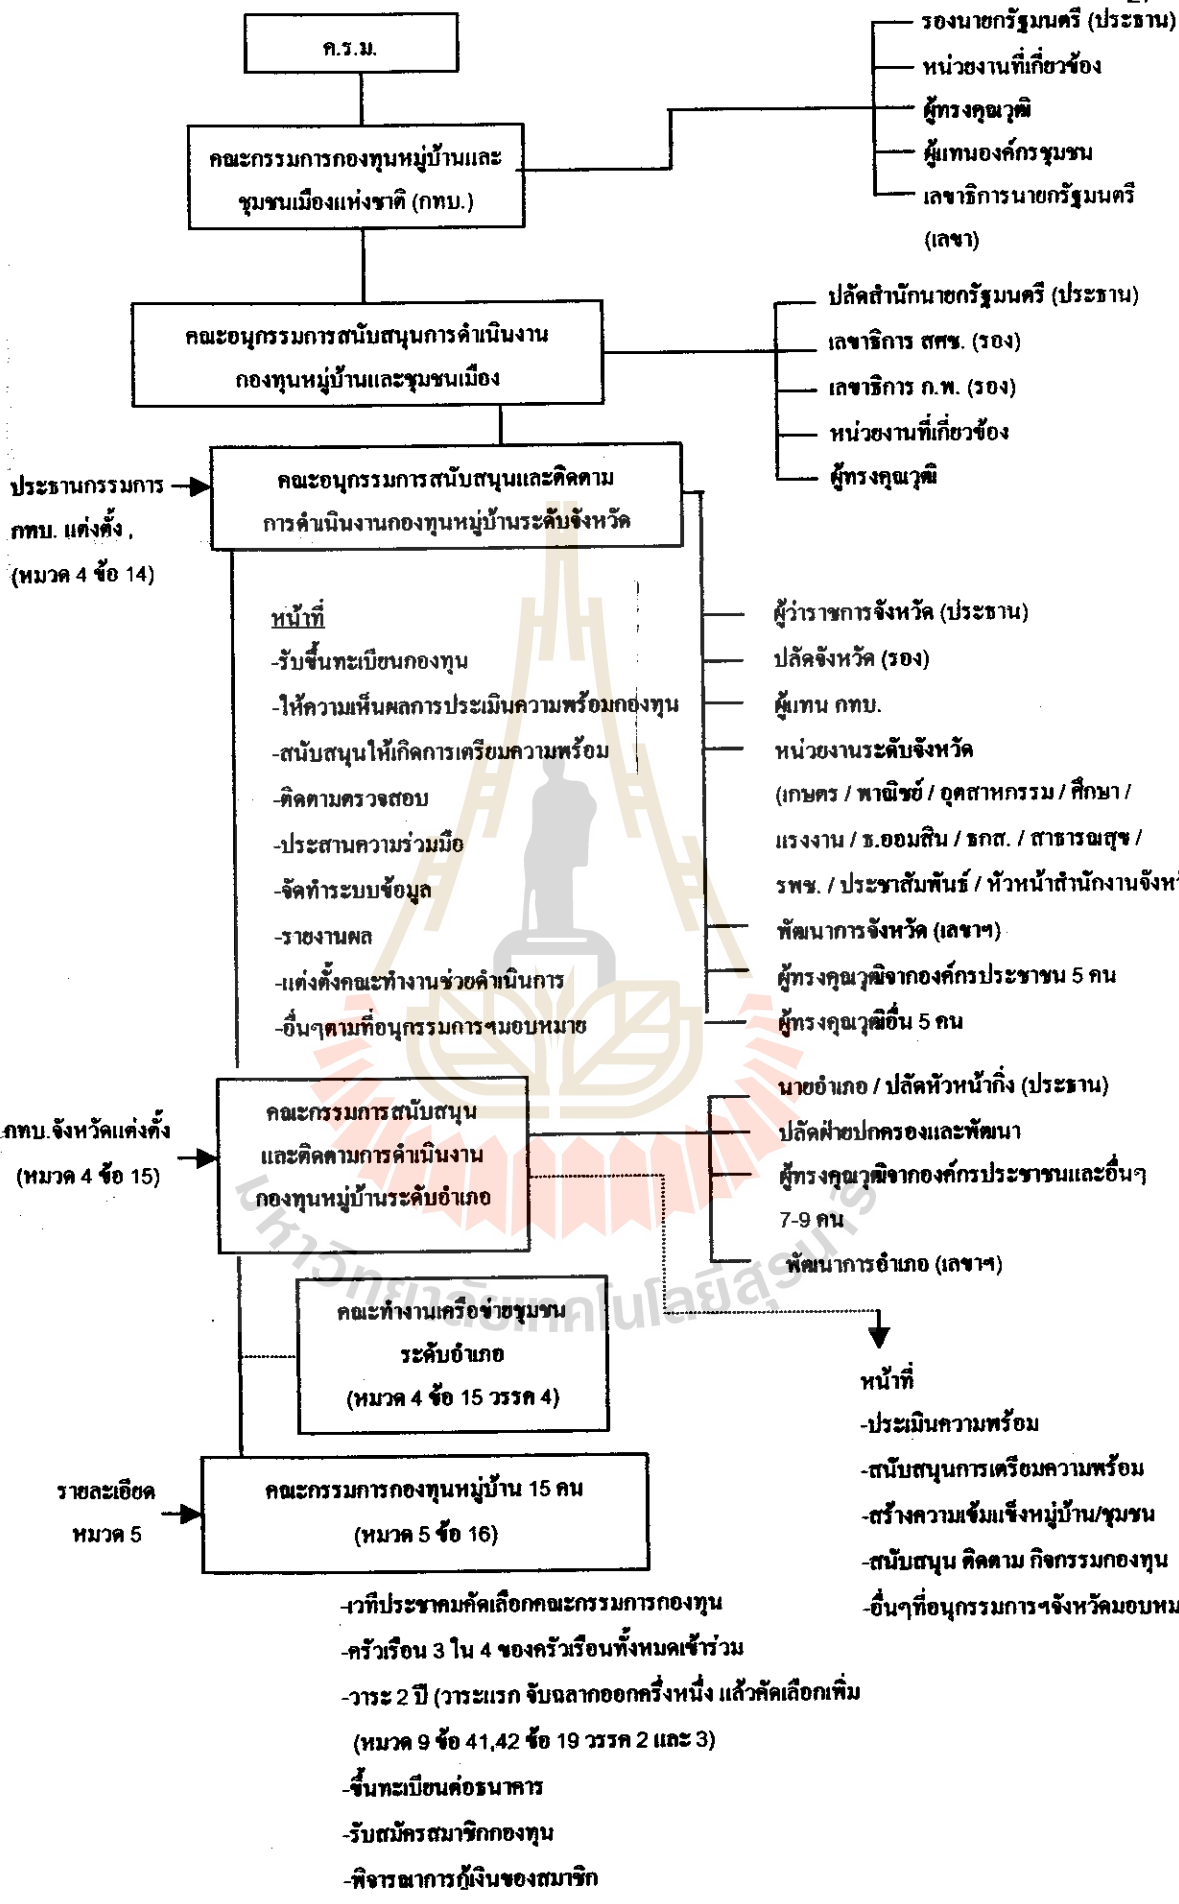 ค.ร.ม.
รองนายกรัฐมนตรี (ประธาน)
หน่วยงานที่เกี่ยวข้อง
ผู้ทรงคุณวุฒิ
ผู้แทนองค์กรชุมชน
เลขาธิการนายกรัฐมนตรี
(เลขา)
คณะกรรมการกองทุนหมู่บ้านและ
ชุมชนเมืองแห่งชาติ (กทบ.)
คณะอนุกรรมการสนับสนุนการดำเนินงาน
กองทุนหมู่บ้านและชุมชนเมือง
ปลัดสำนักนายกรัฐมนตรี (ประธาน)
เลขาธิการ สศช. (รอง)
เลขาธิการ ก.พ. (รอง)
หน่วยงานที่เกี่ยวข้อง
ผู้ทรงคุณวุฒิ
ประธานกรรมการ
กทบ. แต่งตั้ง ,
(หมวด 4 ข้อ 14)
คณะอนุกรรมการสนับสนุนและติดตาม
การดำเนินงานกองทุนหมู่บ้านระดับจังหวัด
หน้าที่
-รับขึ้นทะเบียนกองทุน
-ให้ความเห็นผลการประเมินความพร้อมกองทุน
-สนับสนุนให้เกิดการเตรียมความพร้อม
-ติดตามตรวจสอบ
-ประสานความร่วมมือ
-จัดทำระบบข้อมูล
-รายงานผล
-แต่งตั้งคณะทำงานช่วยดำเนินการ
-อื่นๆตามที่อนุกรรมการฯมอบหมาย
ผู้ว่าราชการจังหวัด (ประธาน)
ปลัดจังหวัด (รอง)
ผู้แทน กทบ.
หน่วยงานระดับจังหวัด
(เกษตร / พาณิชย์ / อุตสาหกรรม / ศึกษา /
แรงงาน / ธ.ออมสิน / ธกส. / สาธารณสุข /
รพช. / ประชาสัมพันธ์ / หัวหน้าสำนักงานจังหวั
พัฒนาการจังหวัด (เลขาฯ)
ผู้ทรงคุณวุฒิจากองค์กรประชาชน 5 คน
ผู้ทรงคุณวุฒิอื่น 5 คน
.กทบ.จังหวัดแต่งตั้ง
(หมวด 4 ข้อ 15)
คณะกรรมการสนับสนุน
และติดตามการดำเนินงาน
กองทุนหมู่บ้านระดับอำเภอ
นายอำเภอ / ปลัดหัวหน้ากิ่ง (ประธาน)
ปลัดฝ่ายปกครองและพัฒนา
ผู้ทรงคุณวุฒิจากองค์กรประชาชนและอื่นๆ
7-9 คน
พัฒนาการอำเภอ (เลขาฯ)
มหาวิทยาลัยเทคโนโลยีสุรนารี
คณะทำงานเครือข่ายชุมชน
ระดับอำเภอ
(หมวด 4 ข้อ 15 วรรค 4)
หน้าที่
-ประเมินความพร้อม
-สนับสนุนการเตรียมความพร้อม
-สร้างความเข้มแข็งหมู่บ้าน/ชุมชน
-สนับสนุน ติดตาม กิจกรรมกองทุน
-อื่นๆที่อนุกรรมการฯจังหวัดมอบหม
รายละเอียด
หมวด 5
คณะกรรมการกองทุนหมู่บ้าน 15 คน
(หมวด 5 ข้อ 16)
-เวทีประชาคมคัดเลือกคณะกรรมการกองทุน
-ครัวเรือน 3 ใน 4 ของครัวเรือนทั้งหมดเข้าร่วม
-วาระ 2 ปี (วาระแรก จับฉลากออกครึ่งหนึ่ง แล้วคัดเลือกเพิ่ม
(หมวด 9 ข้อ 41,42 ข้อ 19 วรรค 2 และ 3)
-ขึ้นทะเบียนต่อธนาคาร
-รับสมัครสมาชิกกองทุน
-พิจารณาการกู้เงินของสมาชิก